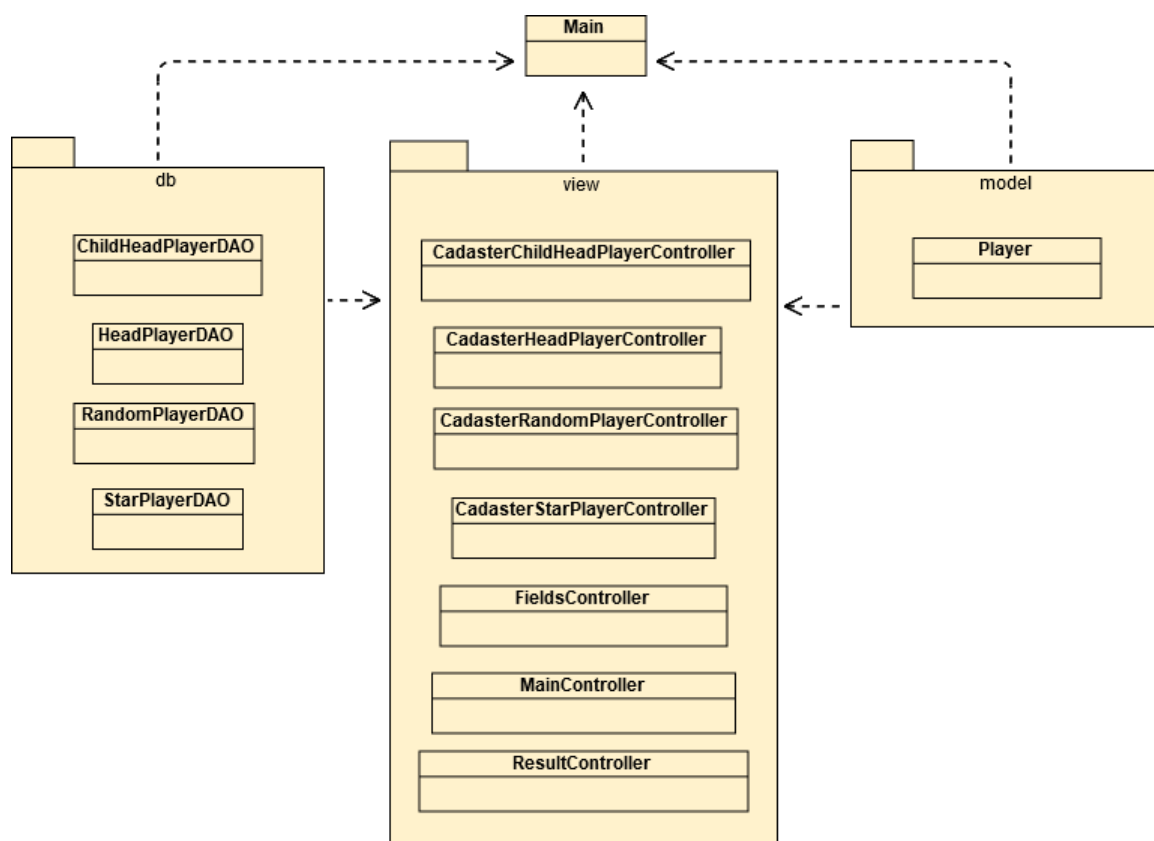 Main
db
ChildHeadPlayerDAO
HeadPlayerDAO
RandomPlayerDAO
StarPlayerDAO
view
CadasterChildHeadPlayerController
CadasterHeadPlayerController
CadasterRandomPlayerController
CadasterStarPlayerController
FieldsController
MainController
ResultController
model
Player